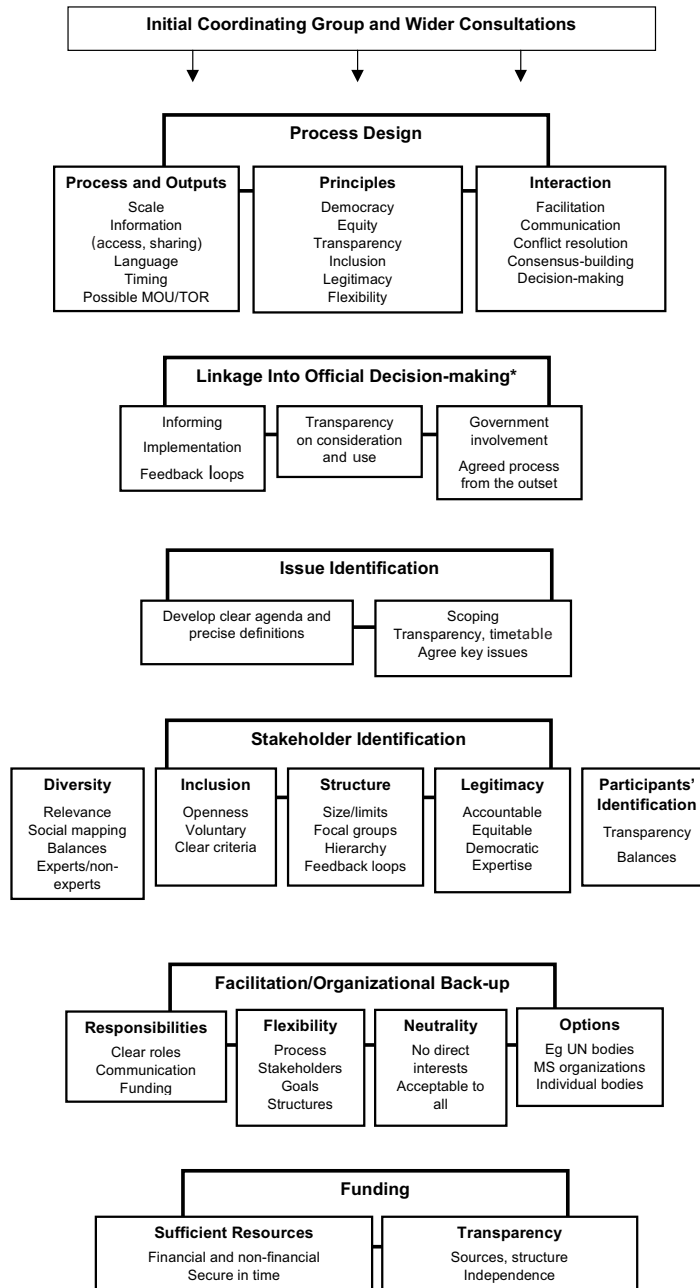 Initial Coordinating Group and Wider Consultations
Process Design
Process and Outputs
Scale
Information
(access, sharing)
Language
Timing
Possible MOU/TOR
Principles
Democracy
Equity
Transparency
Inclusion
Legitimacy
Flexibility
Interaction
Facilitation
Communication
Conflict resolution
Consensus-building
Decision-making
Linkage Into Official Decision-making*
Informing
Implementation
Feedback loops
Transparency
on consideration
and use
Government
involvement
Agreed process
from the outset
Issue Identification
Develop clear agenda and
precise definitions
Scoping
Transparency, timetable
Agree key issues
Stakeholder Identification
Diversity
Relevance
Social mapping
Balances
Experts/non-
experts
Inclusion
Openness
Voluntary
Clear criteria
Structure
Size/limits
Focal groups
Hierarchy
Feedback loops
Legitimacy
Accountable
Equitable
Democratic
Expertise
Participants'
Identification
Transparency
Balances
Facilitation/Organizational Back-up
Responsibilities
Clear roles
Communication
Funding
Flexibility
Process
Stakeholders
Goals
Structures
Neutrality
No direct
interests
Acceptable to
all
Options
Eg UN bodies
MS organizations
Individual bodies
Funding
Sufficient Resources
Financial and non-financial
Secure in time
Transparency
Sources, structure
Independence